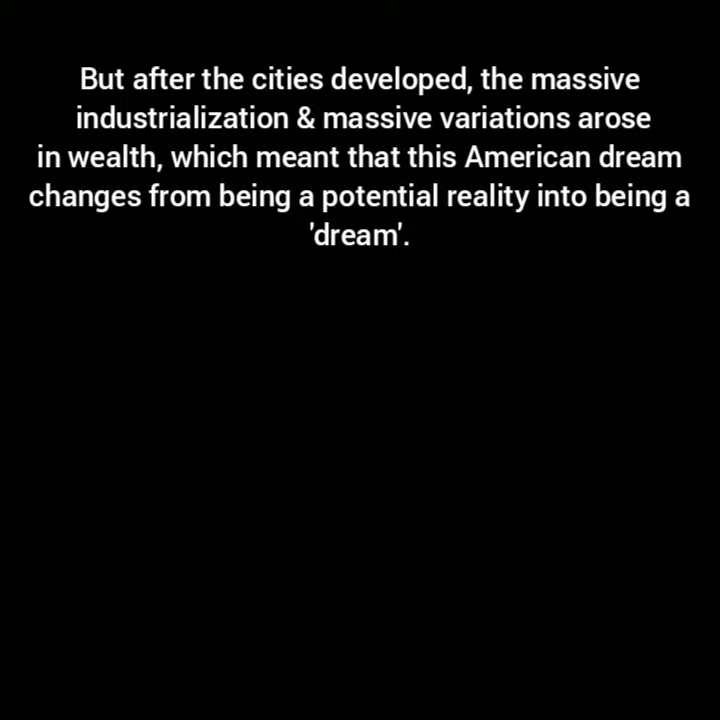 But after the cities developed, the massive
industrialization & massive variations arose
in wealth, which meant that this American dream
changes from being a potential reality into being a
'dream'.